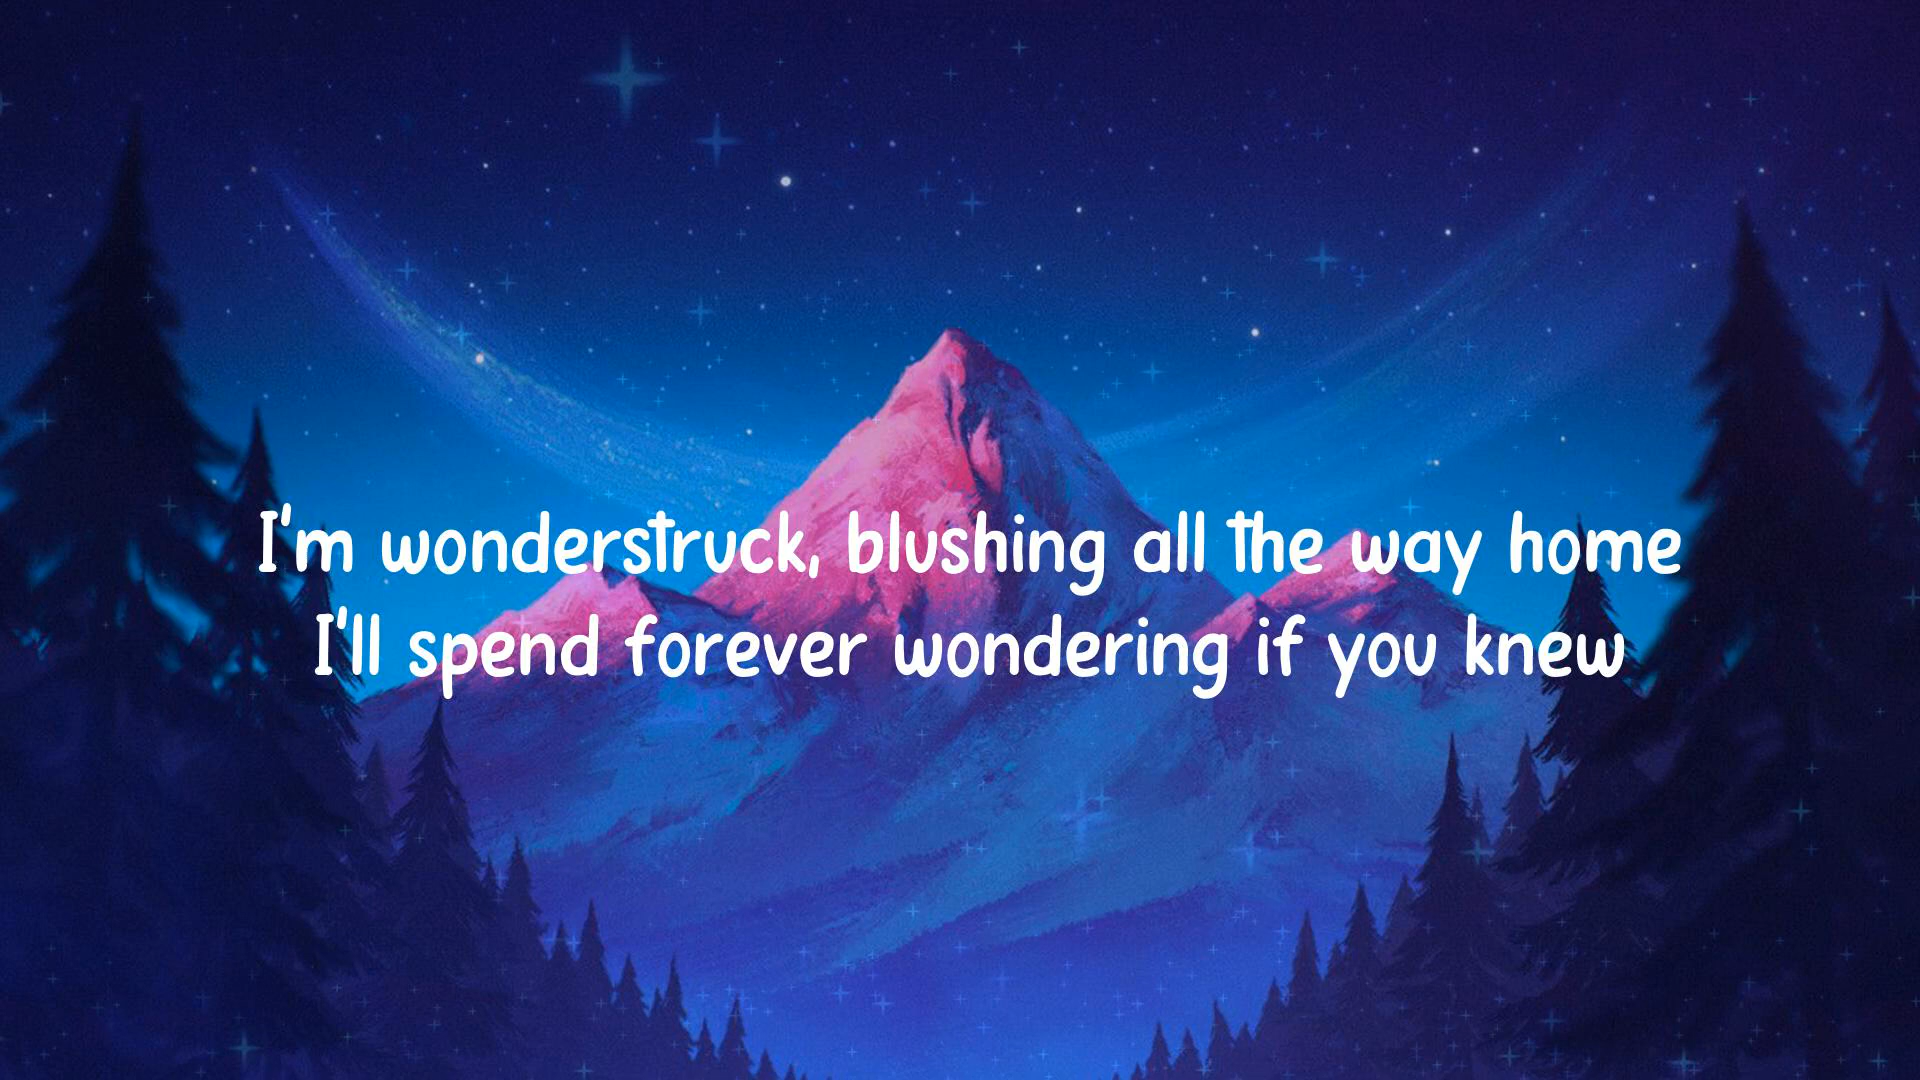 I'm wonderstruck, blushing all the way home
I'll spend forever wondering if you knew